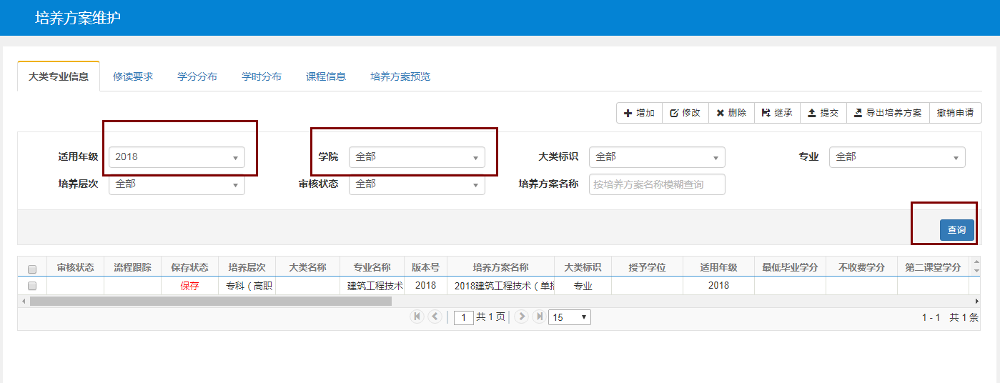 培养方案维护
大类专业信息 修读要求 学分分布 学时分布 课程信息 培养方案预览
增加 修改 删除 继承 提交 导出培养方案 撤销申请
适用年级 2018 学院 全部 大类标识 全部 专业 全部
培养层次 全部 审核状态 全部 培养方案名称 按培养方案名称模糊查询
查询
审核状态 流程跟踪 保存状态 培养层次 大类名称 专业名称 版本号 培养方案名称 大类标识 授予学位 适用年级 最低毕业学分 不收费学分 第二课堂学分
保存 专科（高职 建筑工程技术 2018 2018建筑工程技术（单招 专业 2018
1 共 1 页 15 1 - 1 共 1 条